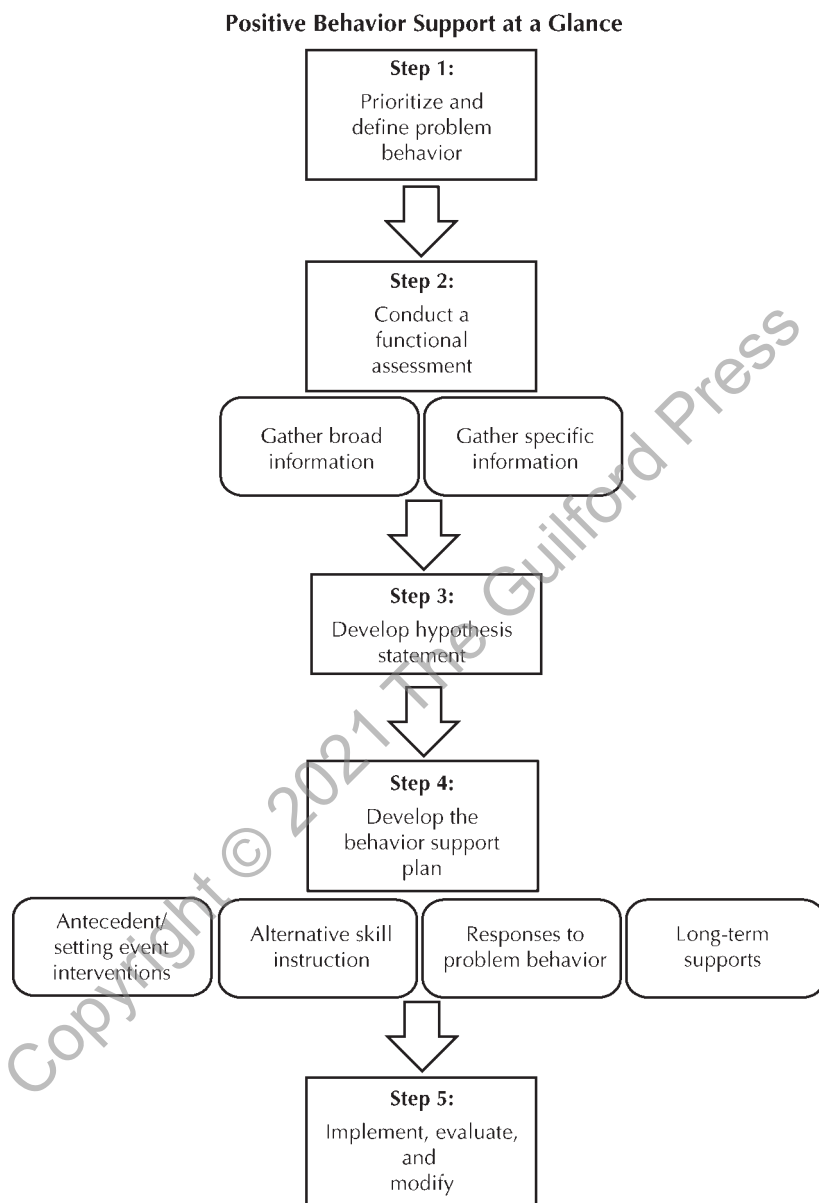 Positive Behavior Support at a Glance
Step 1:
Prioritize and
define problem
behavior
Step 2:
Conduct a
functional
assessment
Gather broad
information
Gather specific
information
Step 3:
Develop hypothesis
statement
Step 4:
Develop the
behavior support
plan
Antecedent/
setting event
interventions
Alternative skill
instruction
Responses to
problem behavior
Long-term
supports
Step 5:
Implement, evaluate,
and
modify
Copyright © 2021 The Guilford Press